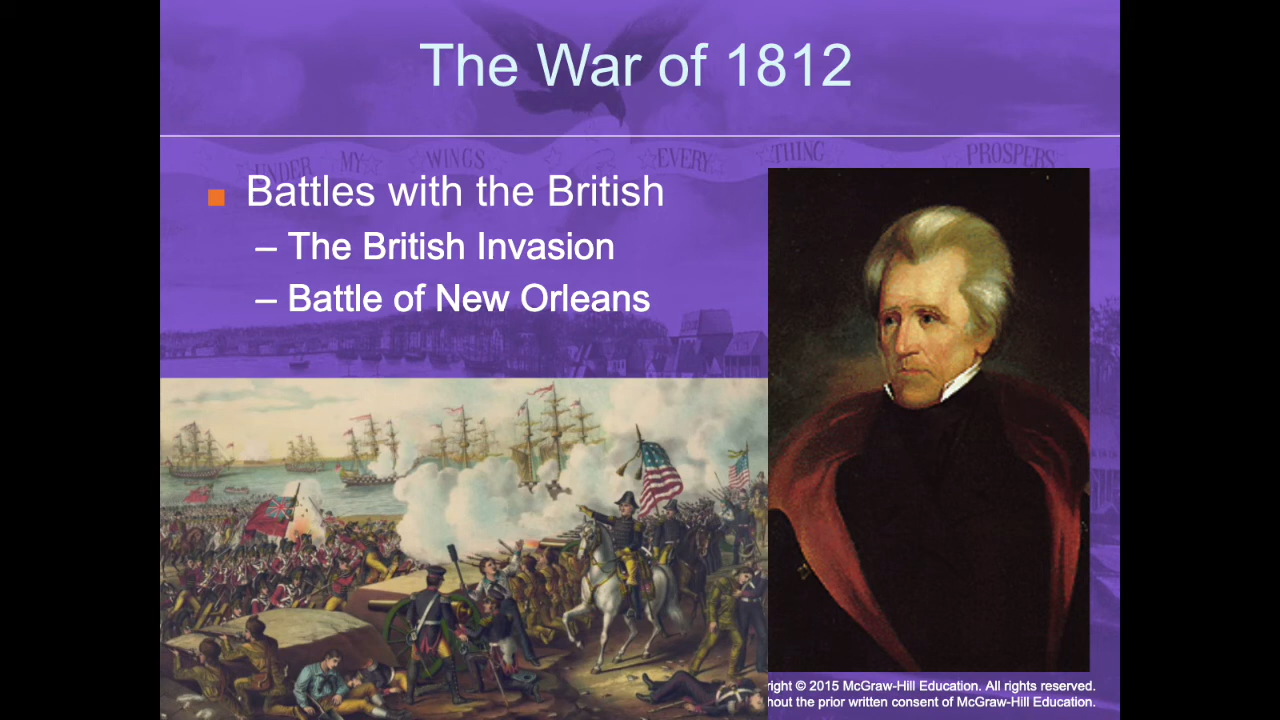 The War of 1812
UNDER MY WINGS EVERY THING PROSPERS
Battles with the British
– The British Invasion
– Battle of New Orleans
right © 2015 McGraw-Hill Education. All rights reserved.
hout the prior written consent of McGraw-Hill Education.